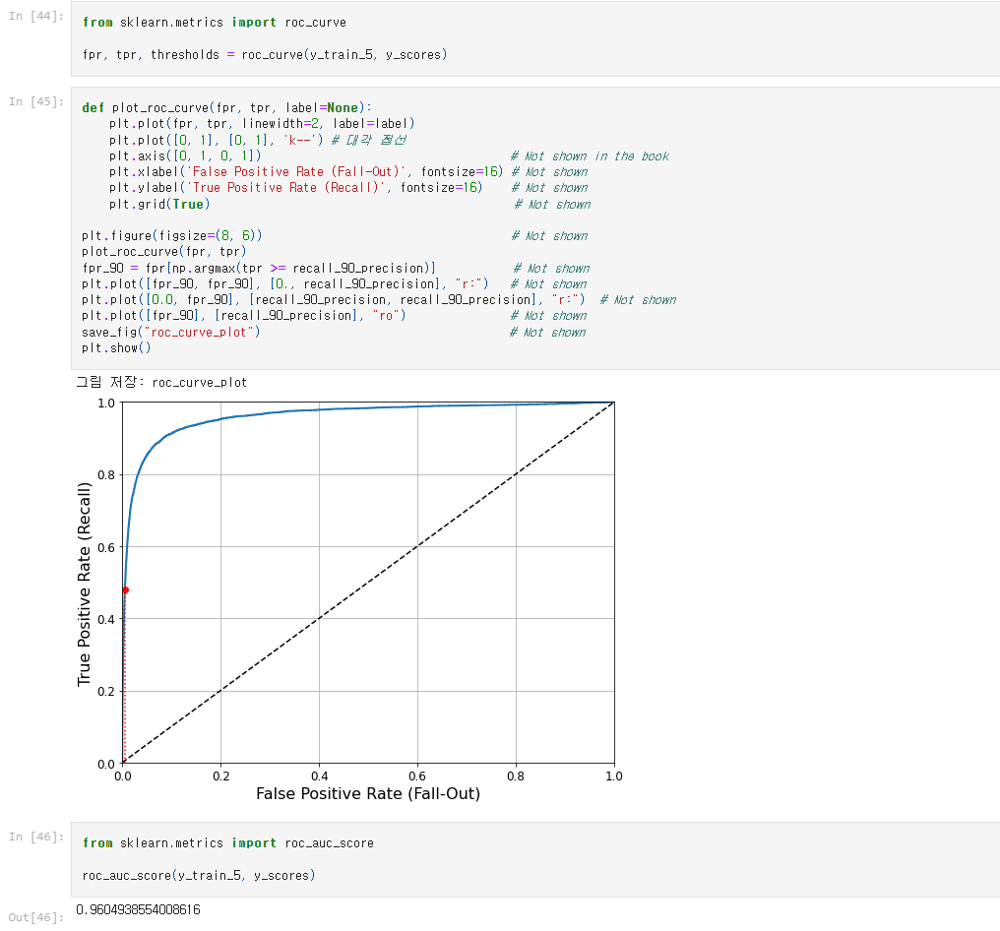 In [44]:
from sklearn.metrics import roc_curve
fpr, tpr, thresholds = roc_curve(y_train_5, y_scores)
In [45]:
def plot_roc_curve(fpr, tpr, label=None):
    plt.plot(fpr, tpr, linewidth=2, label=label)
    plt.plot([0, 1], [0, 1], 'k--') # 대각 점선
    plt.axis([0, 1, 0, 1])                                    # Not shown in the book
    plt.xlabel('False Positive Rate (Fall-Out)', fontsize=16) # Not shown
    plt.ylabel('True Positive Rate (Recall)', fontsize=16)    # Not shown
    plt.grid(True)                                            # Not shown
plt.figure(figsize=(8, 6))                                    # Not shown
plot_roc_curve(fpr, tpr)
fpr_90 = fpr[np.argmax(tpr >= recall_90_precision)]           # Not shown
plt.plot([fpr_90, fpr_90], [0., recall_90_precision], "r:")   # Not shown
plt.plot([0.0, fpr_90], [recall_90_precision, recall_90_precision], "r:")  # Not shown
plt.plot([fpr_90], [recall_90_precision], "ro")               # Not shown
save_fig("roc_curve_plot")                                    # Not shown
plt.show()
그림 저장: roc_curve_plot
1.0
0.8
0.6
0.4
0.2
0.0
True Positive Rate (Recall)
0.0 0.2 0.4 0.6 0.8 1.0
False Positive Rate (Fall-Out)
In [46]:
from sklearn.metrics import roc_auc_score
roc_auc_score(y_train_5, y_scores)
Out[46]:
0.9604938554008616